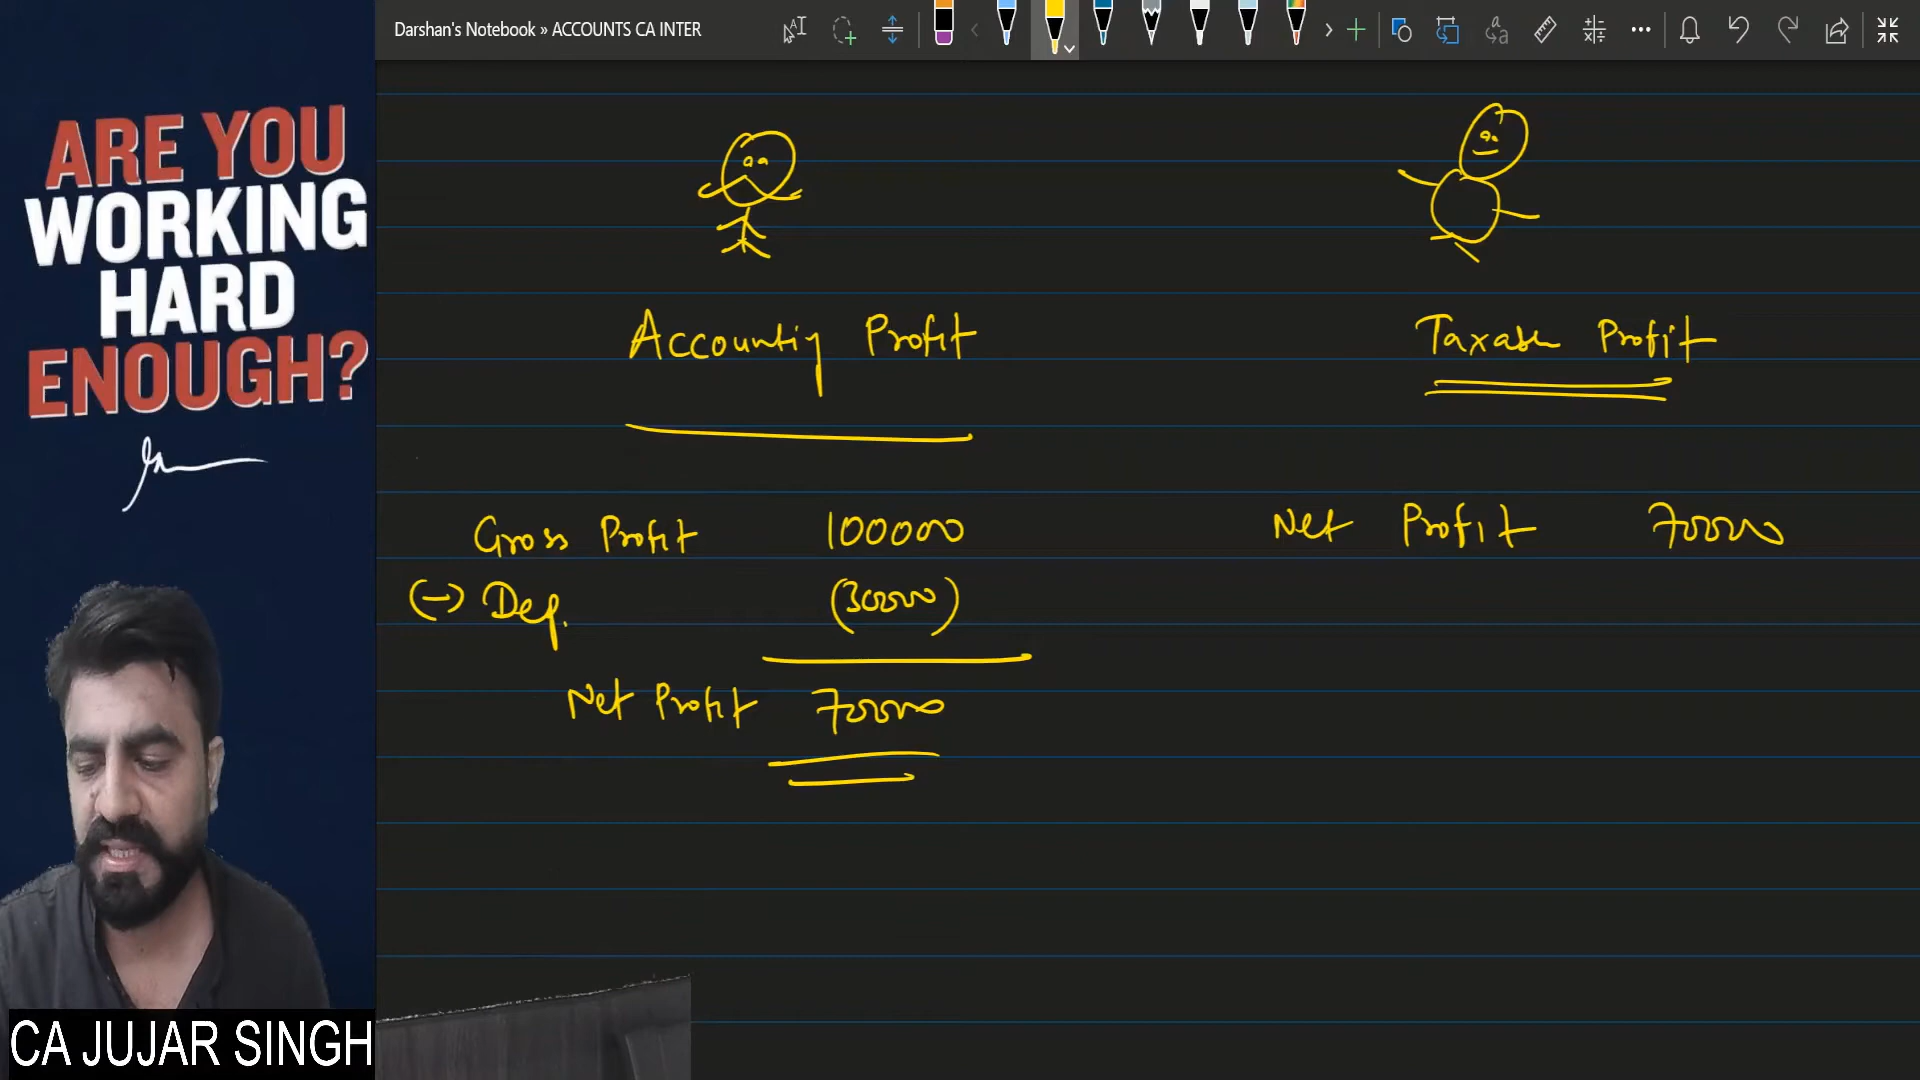 Darshan's Notebook » ACCOUNTS CA INTER
ARE YOU
WORKING
HARD
ENOUGH?
Accounting Profit
Taxable Profit
Gross Profit 100000
(-) Dep. (30000)
Net Profit 70000
Net Profit 70000
CA JUJAR SINGH